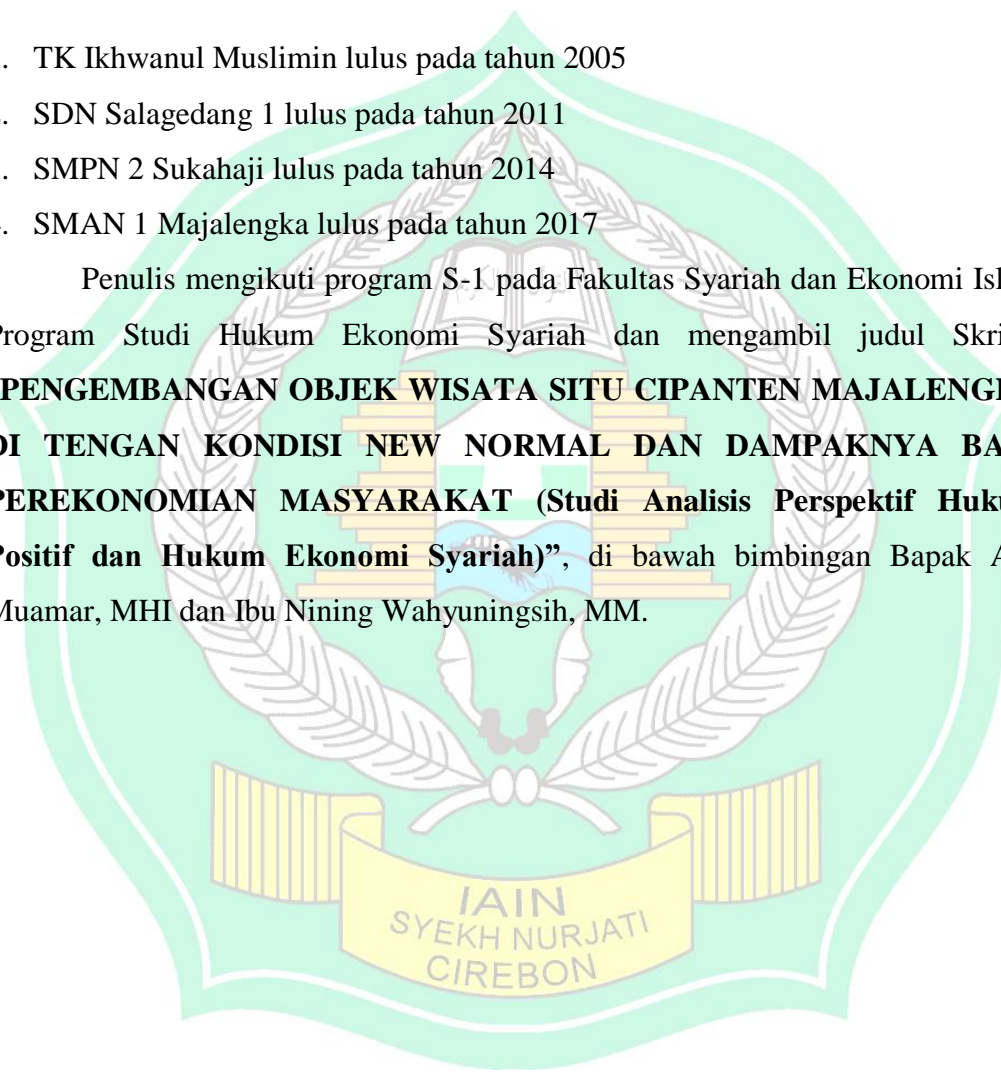 . TK Ikhwanul Muslimin lulus pada tahun 2005
. SDN Salagedang 1 lulus pada tahun 2011
. SMPN 2 Sukahaji lulus pada tahun 2014
. SMAN 1 Majalengka lulus pada tahun 2017
Penulis mengikuti program S-1 pada Fakultas Syariah dan Ekonomi
Program Studi Hukum Ekonomi Syariah dan mengambil judul
PENGEMBANGAN OBJEK WISATA SITU CIPANTEN
DI TENGAN KONDISI NEW NORMAL DAN DAMPAKNYA
PEREKONOMIAN MASYARAKAT (Studi Analisis Perspektif
Positif dan Hukum Ekonomi Syariah)”, di bawah bimbingan Bapak
Muamar, MHI dan Ibu Nining Wahyuningsih, MM.
IAIN
SYEKH NURJATI
CIREBON